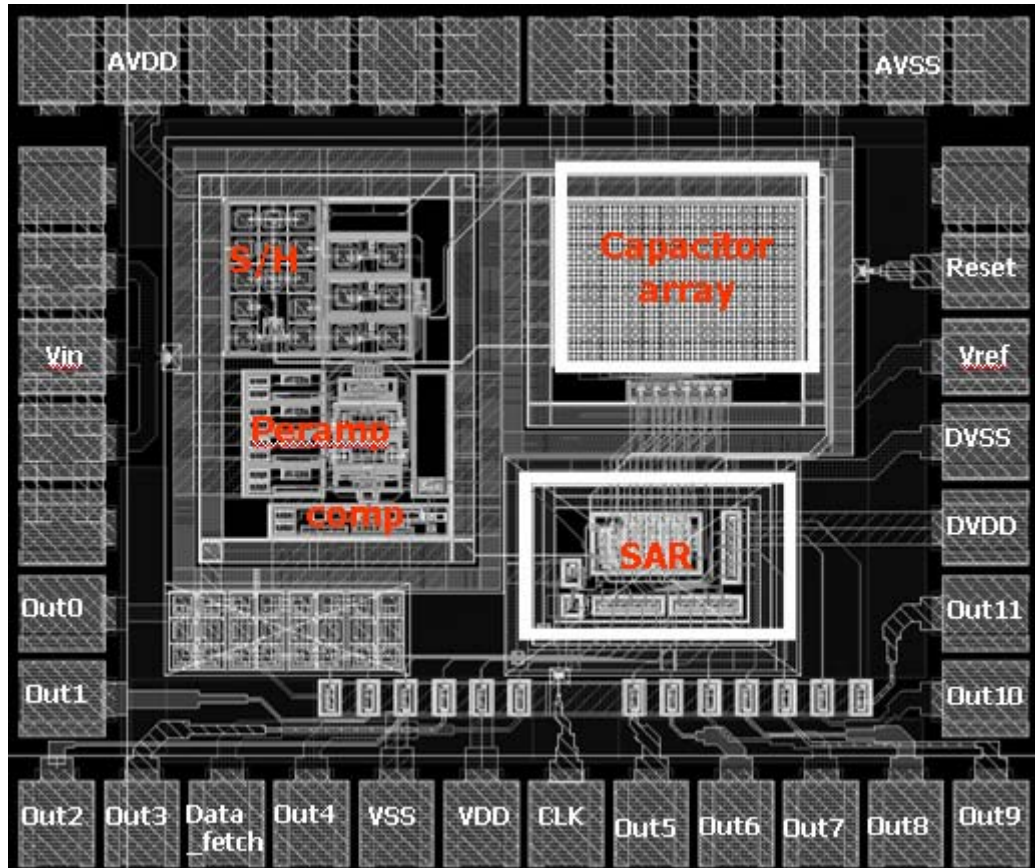 AVDD
AVSS
S/H
Capacitor
array
Reset
Vin
Vref
Peramp
DVSS
comp
DVDD
SAR
Out0
Out11
Out1
Out10
Out2
Out3
Data
_fetch
Out4
VSS
VDD
CLK
Out5
Out6
Out7
Out8
Out9